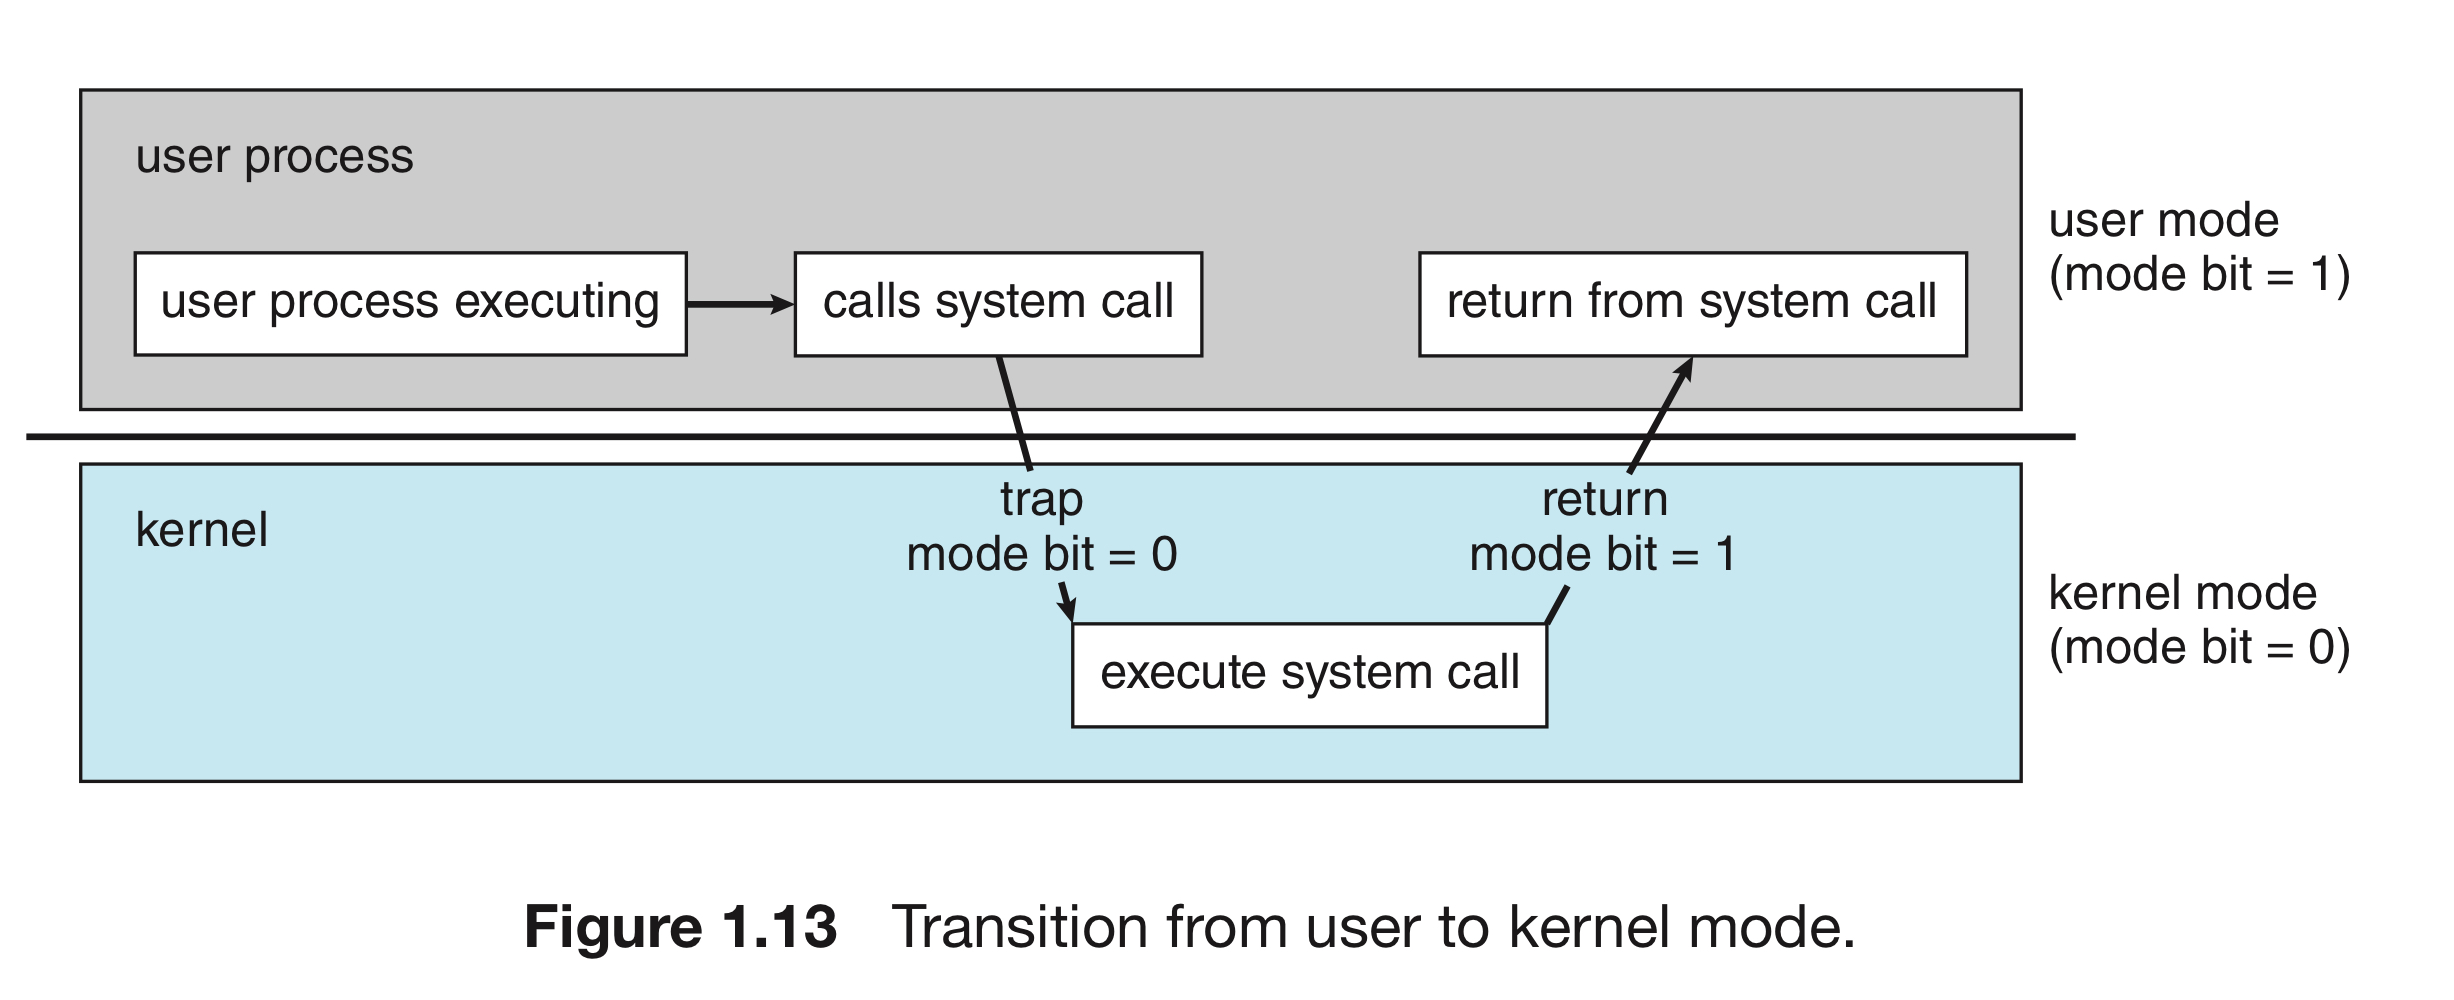 user process
user process executing
calls system call
return from system call
user mode
(mode bit = 1)
kernel
trap
mode bit = 0
return
mode bit = 1
execute system call
kernel mode
(mode bit = 0)
Figure 1.13 Transition from user to kernel mode.